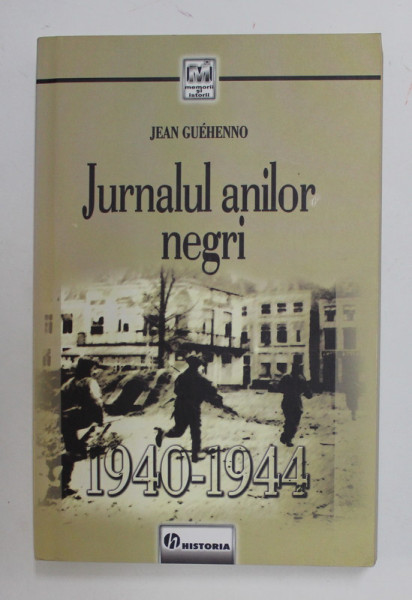 M
memorii și
istorii
JEAN GUÉHENNO
Jurnalul anilor
negri
1940-1944
h HISTORIA